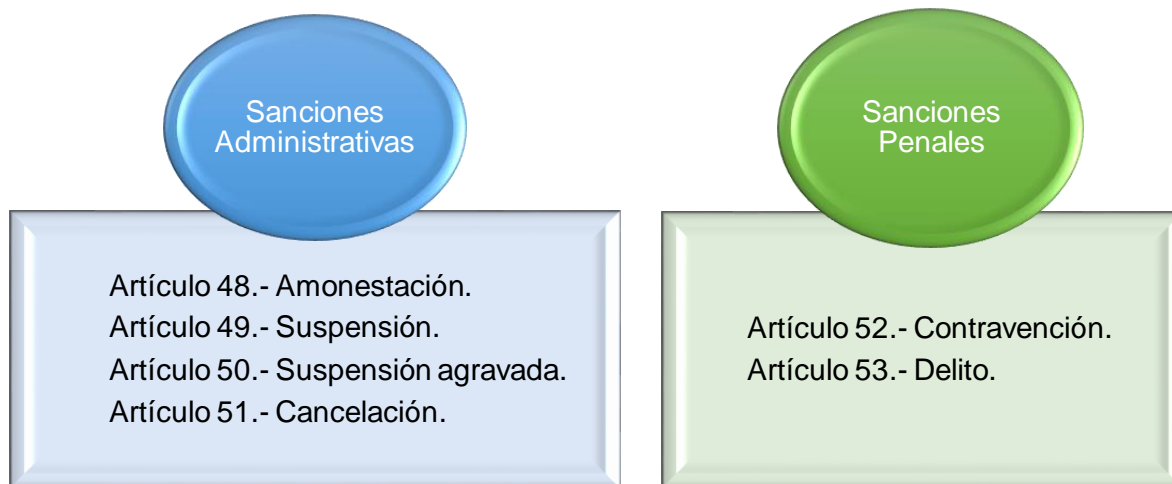 Sanciones
Administrativas
Artículo 48.- Amonestación.
Artículo 49.- Suspensión.
Artículo 50.- Suspensión agravada.
Artículo 51.- Cancelación.
Sanciones
Penales
Artículo 52.- Contravención.
Artículo 53.- Delito.